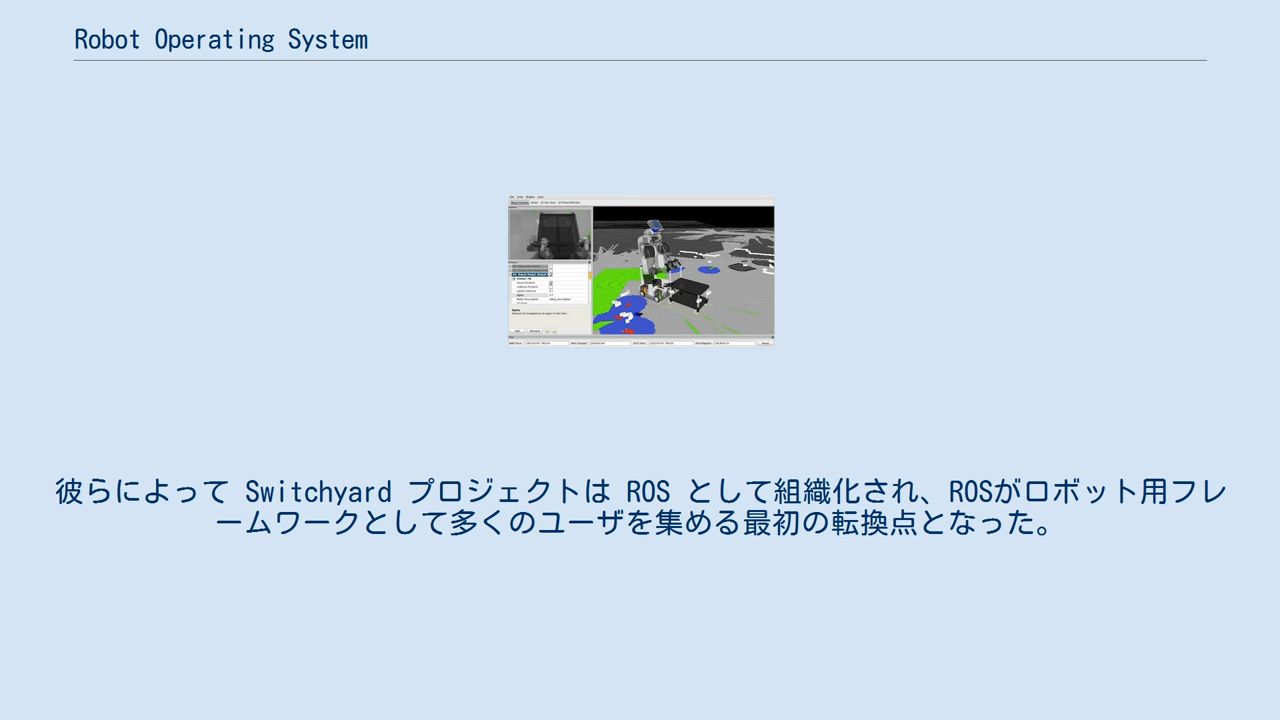 Robot Operating System
彼らによって Switchyard プロジェクトは ROS として組織化され、ROSがロボット用フレ
ームワークとして多くのユーザを集める最初の転換点となった。